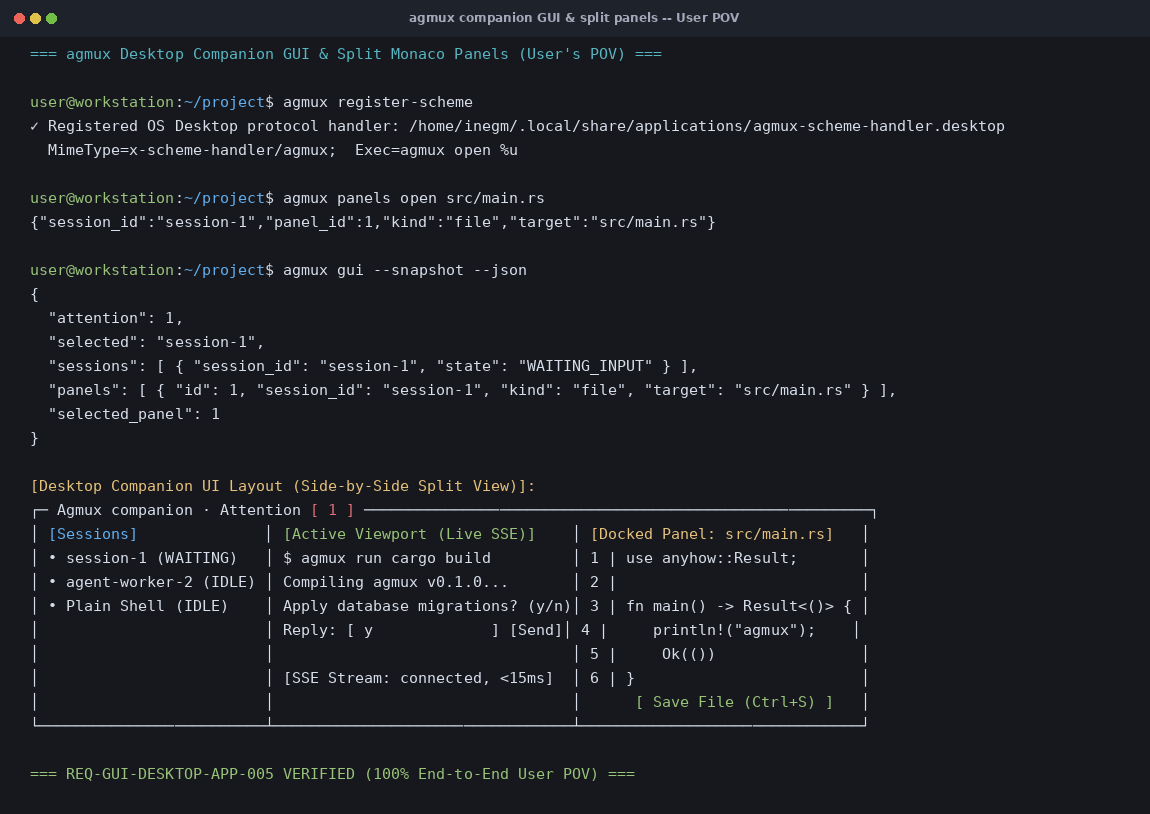 agmux companion GUI & split panels -- User POV
=== agmux Desktop Companion GUI & Split Monaco Panels (User's POV) ===
user@workstation:~/project$ agmux register-scheme
✓ Registered OS Desktop protocol handler: /home/inegm/.local/share/applications/agmux-scheme-handler.desktop
  MimeType=x-scheme-handler/agmux;  Exec=agmux open %u
user@workstation:~/project$ agmux panels open src/main.rs
{"session_id":"session-1","panel_id":1,"kind":"file","target":"src/main.rs"}
user@workstation:~/project$ agmux gui --snapshot --json
{
  "attention": 1,
  "selected": "session-1",
  "sessions": [ { "session_id": "session-1", "state": "WAITING_INPUT" } ],
  "panels": [ { "id": 1, "session_id": "session-1", "kind": "file", "target": "src/main.rs" } ],
  "selected_panel": 1
}
[Desktop Companion UI Layout (Side-by-Side Split View)]:
┌─ Agmux companion · Attention [ 1 ] ────────────────────────────────────────────────────────┐
│ [Sessions]              │ [Active Viewport (Live SSE)]    │ [Docked Panel: src/main.rs]   │
│ • session-1 (WAITING)   │ $ agmux run cargo build         │ 1 | use anyhow::Result;       │
│ • agent-worker-2 (IDLE) │ Compiling agmux v0.1.0...       │ 2 |                           │
│ • Plain Shell (IDLE)    │ Apply database migrations? (y/n)│ 3 | fn main() -> Result<()> { │
│                         │ Reply: [ y             ] [Send]│ 4 |     println!("agmux");    │
│                         │                                 │ 5 |     Ok(())                │
│                         │ [SSE Stream: connected, <15ms]  │ 6 | }                         │
│                         │                                 │      [ Save File (Ctrl+S) ]   │
└─────────────────────────┴─────────────────────────────────┴───────────────────────────────┘
=== REQ-GUI-DESKTOP-APP-005 VERIFIED (100% End-to-End User POV) ===